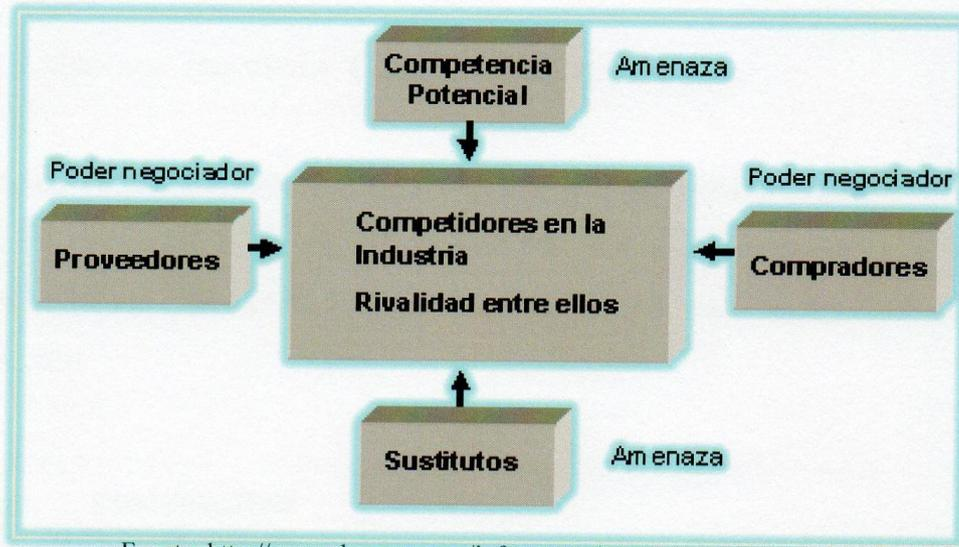 Competencia
Potencial
Amenaza
Poder negociador
Proveedores
Competidores en la
Industria
Rivalidad entre ellos
Poder negociador
Compradores
Sustitutos
Amenaza